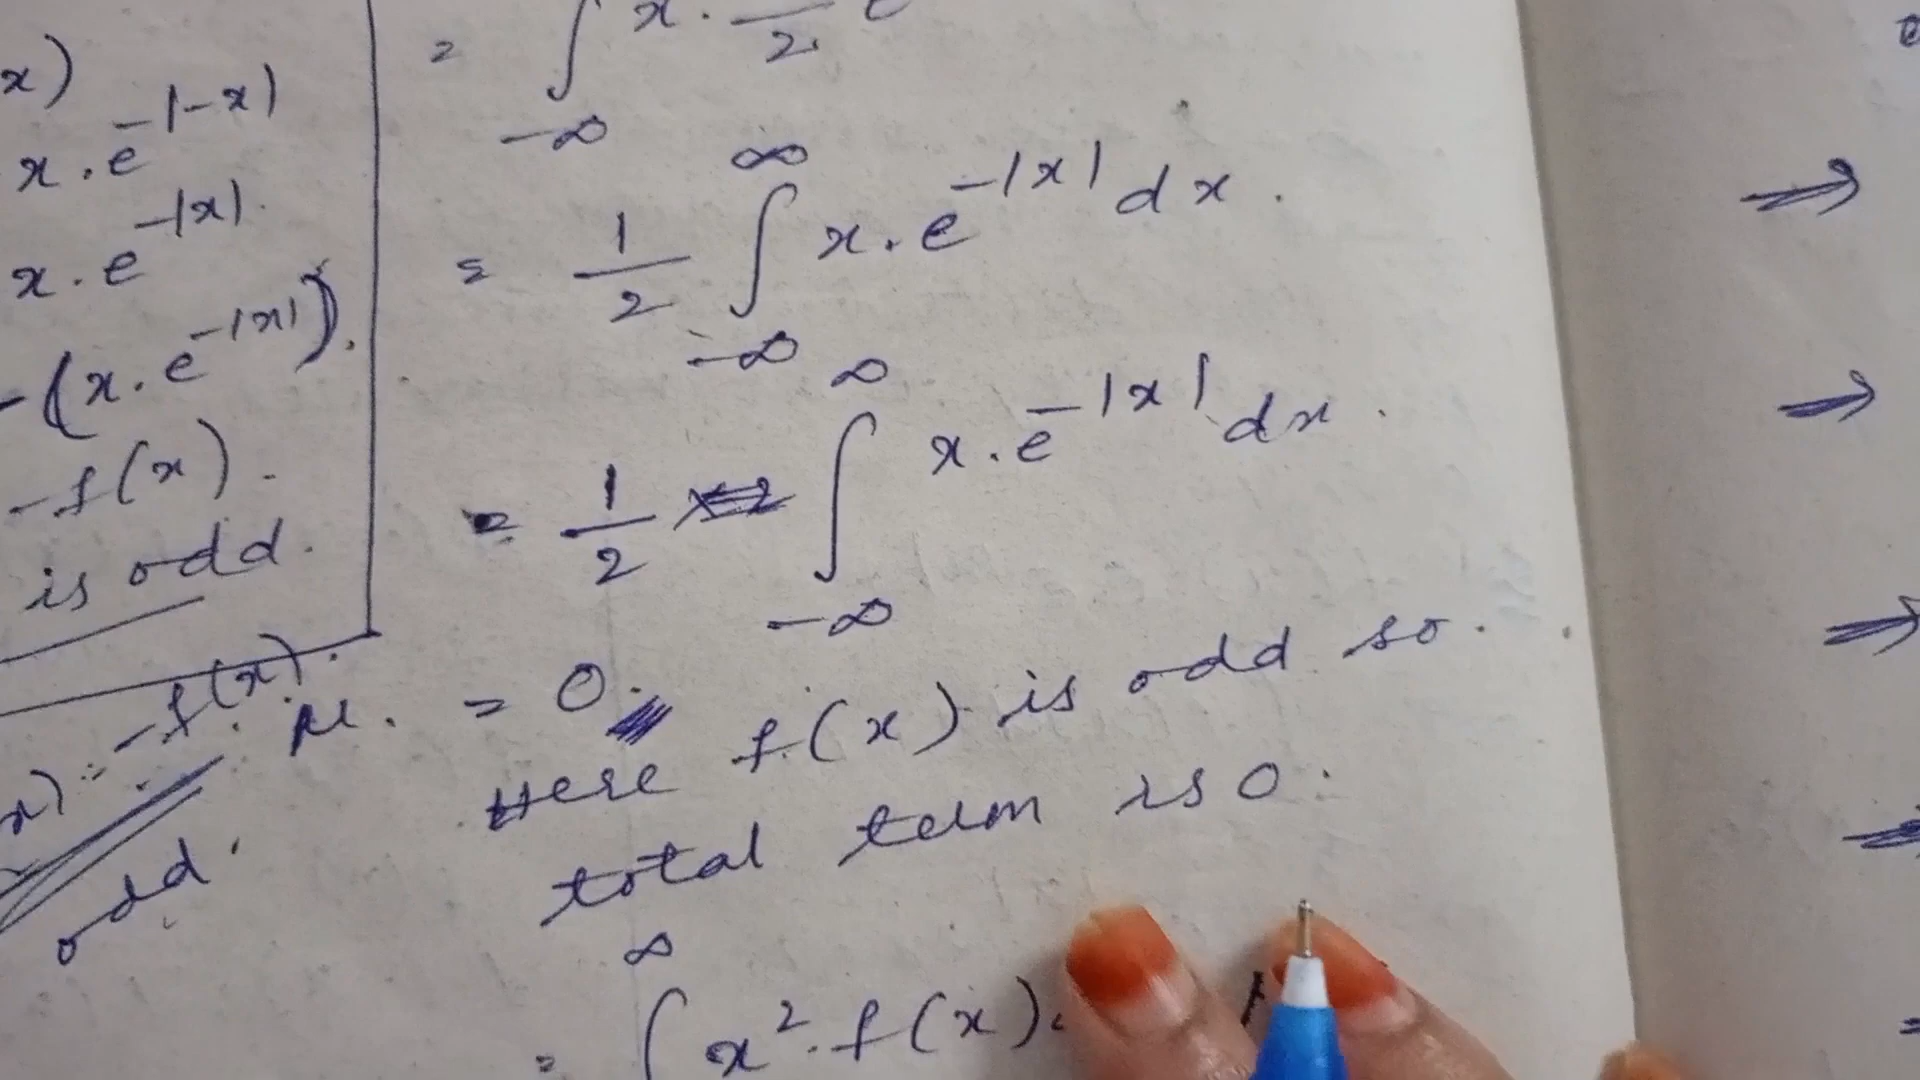 x)
x.e^-|-x|
x.e^-|x|.
-(x.e^-|x|).
-f(x).
is odd.
x) = -f(x).
odd.
= ∫ x. /2 e
-∞
= 1/2 ∫_{-∞}^{∞} x.e^-|x| dx.
= 1/2 ∫_{-∞}^{∞} x.e^-|x| dx.
μ. = 0.
Here f(x) is odd so.
total term is 0.
= ∫^{∞} x².f(x).